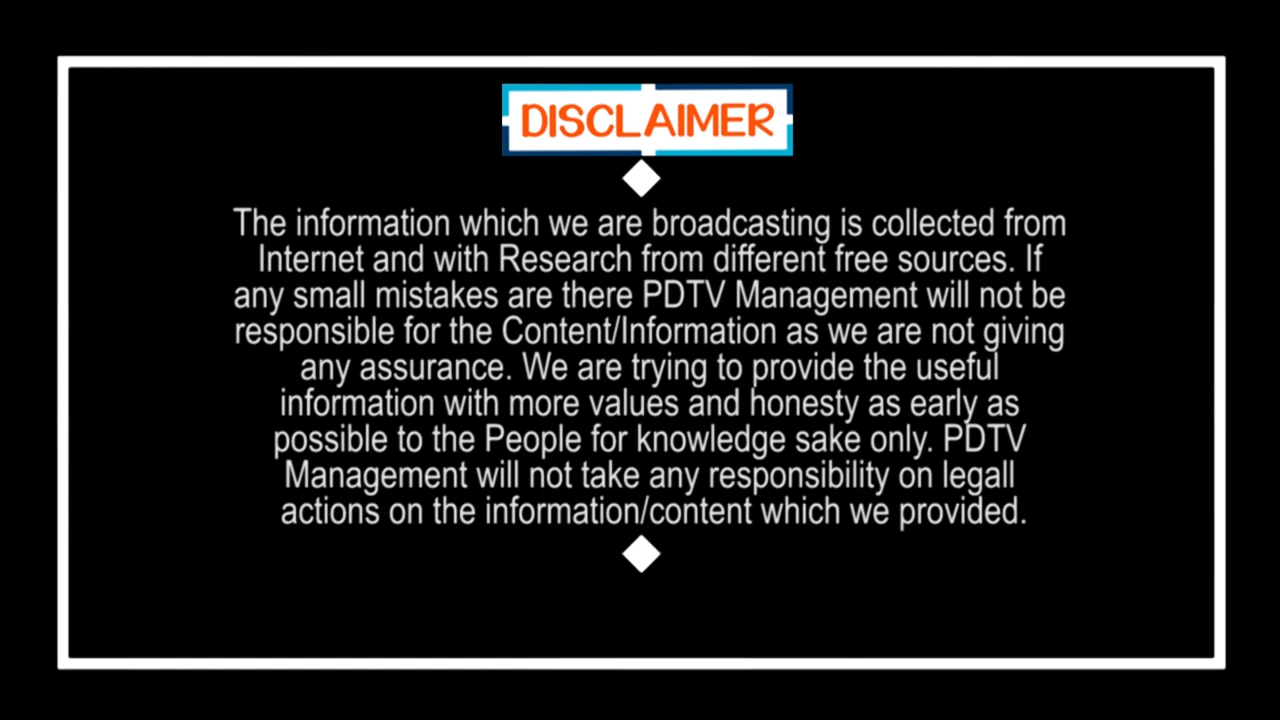 DISCLAIMER
The information which we are broadcasting is collected from
Internet and with Research from different free sources. If
any small mistakes are there PDTV Management will not be
responsible for the Content/Information as we are not giving
any assurance. We are trying to provide the useful
information with more values and honesty as early as
possible to the People for knowledge sake only. PDTV
Management will not take any responsibility on legall
actions on the information/content which we provided.